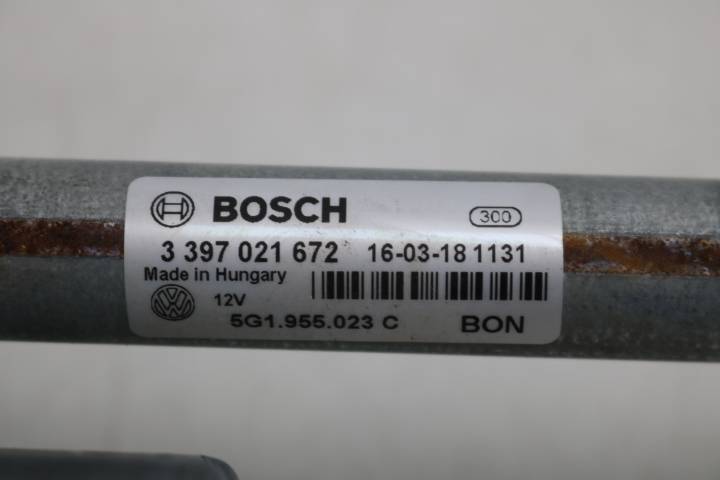 BOSCH 300
3 397 021 672 16-03-18 1131
Made in Hungary
12V
5G1.955.023 C BON